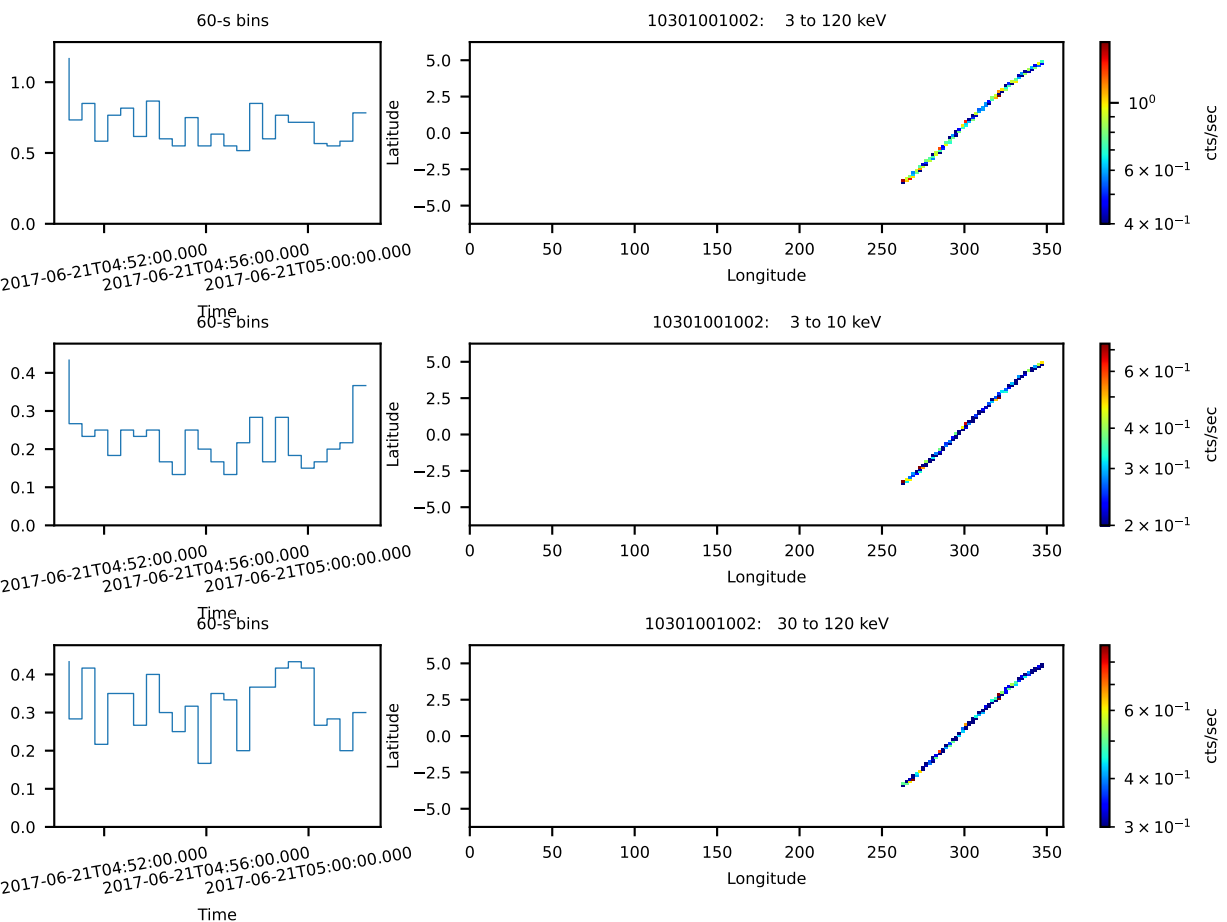 60-s bins
10301001002: 3 to 120 keV
1.0
0.5
0.0
2017-06-21T04:52:00.000
2017-06-21T04:56:00.000
2017-06-21T05:00:00.000
Time
Latitude
5.0
2.5
0.0
−2.5
−5.0
0 50 100 150 200 250 300 350
Longitude
10⁰
6 × 10⁻¹
4 × 10⁻¹
cts/sec
60-s bins
10301001002: 3 to 10 keV
0.4
0.3
0.2
0.1
0.0
2017-06-21T04:52:00.000
2017-06-21T04:56:00.000
2017-06-21T05:00:00.000
Time
Latitude
5.0
2.5
0.0
−2.5
−5.0
0 50 100 150 200 250 300 350
Longitude
6 × 10⁻¹
4 × 10⁻¹
3 × 10⁻¹
2 × 10⁻¹
cts/sec
60-s bins
10301001002: 30 to 120 keV
0.4
0.3
0.2
0.1
0.0
2017-06-21T04:52:00.000
2017-06-21T04:56:00.000
2017-06-21T05:00:00.000
Time
Latitude
5.0
2.5
0.0
−2.5
−5.0
0 50 100 150 200 250 300 350
Longitude
6 × 10⁻¹
4 × 10⁻¹
3 × 10⁻¹
cts/sec